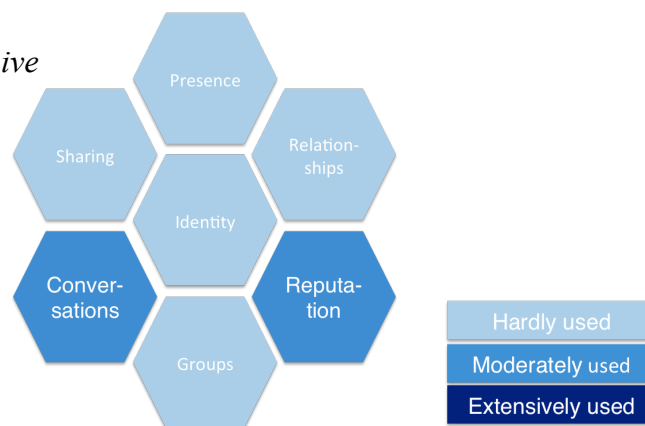 ive
Presence
Sharing
Relation-
ships
Identity
Conver-
sations
Reputa-
tion
Groups
Hardly used
Moderately used
Extensively used